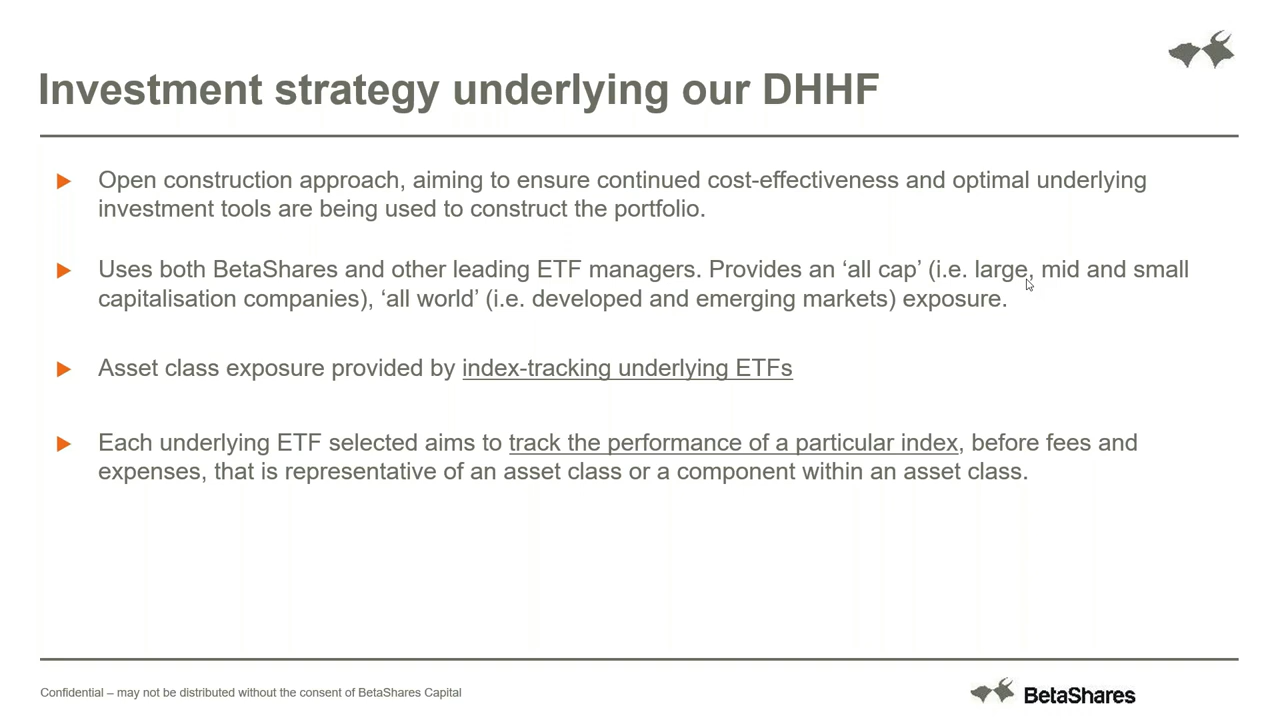 Investment strategy underlying our DHHF
Open construction approach, aiming to ensure continued cost-effectiveness and optimal underlying
investment tools are being used to construct the portfolio.
Uses both BetaShares and other leading ETF managers. Provides an ‘all cap’ (i.e. large, mid and small
capitalisation companies), ‘all world’ (i.e. developed and emerging markets) exposure.
Asset class exposure provided by index-tracking underlying ETFs
Each underlying ETF selected aims to track the performance of a particular index, before fees and
expenses, that is representative of an asset class or a component within an asset class.
Confidential – may not be distributed without the consent of BetaShares Capital
BetaShares